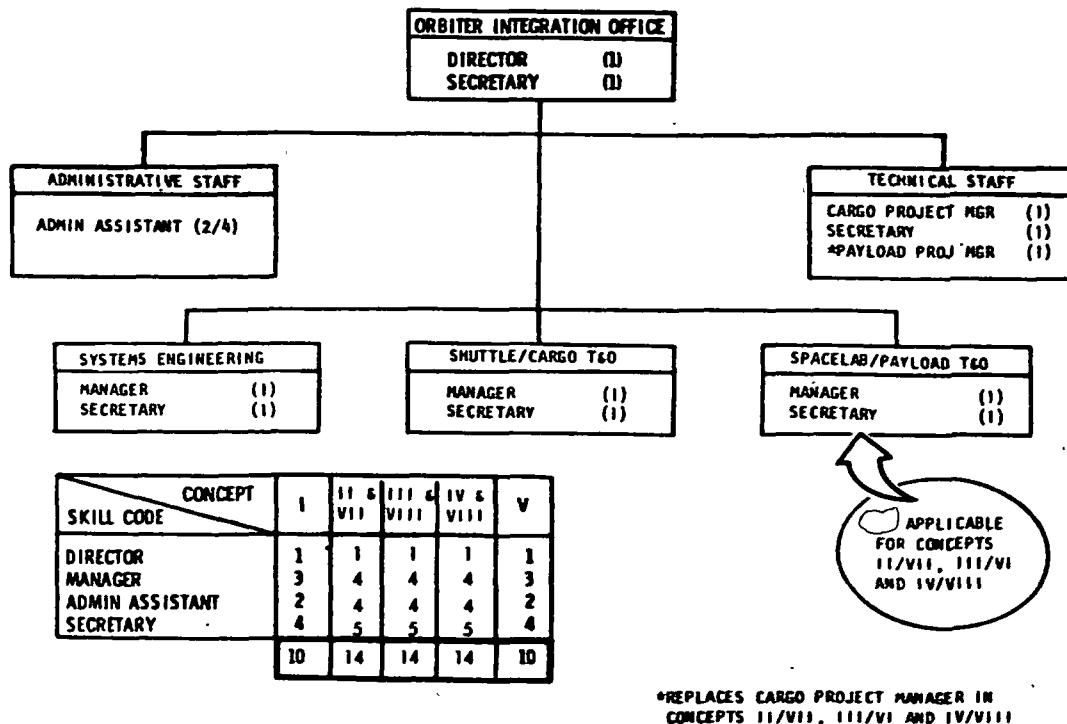 ORBITER INTEGRATION OFFICE
DIRECTOR (1)
SECRETARY (1)
ADMINISTRATIVE STAFF
ADMIN ASSISTANT (2/4)
TECHNICAL STAFF
CARGO PROJECT MGR (1)
SECRETARY (1)
*PAYLOAD PROJ MGR (1)
SYSTEMS ENGINEERING
MANAGER (1)
SECRETARY (1)
SHUTTLE/CARGO T&O
MANAGER (1)
SECRETARY (1)
SPACELAB/PAYLOAD T&O
MANAGER (1)
SECRETARY (1)
CONCEPT
SKILL CODE
I II & VII III & VIII IV & VIII V
DIRECTOR 1 1 1 1 1
MANAGER 3 4 4 4 3
ADMIN ASSISTANT 2 4 4 4 2
SECRETARY 4 5 5 5 4
10 14 14 14 10
APPLICABLE
FOR CONCEPTS
II/VII, III/VI
AND IV/VIII
*REPLACES CARGO PROJECT MANAGER IN
CONCEPTS II/VII, III/VI AND IV/VIII